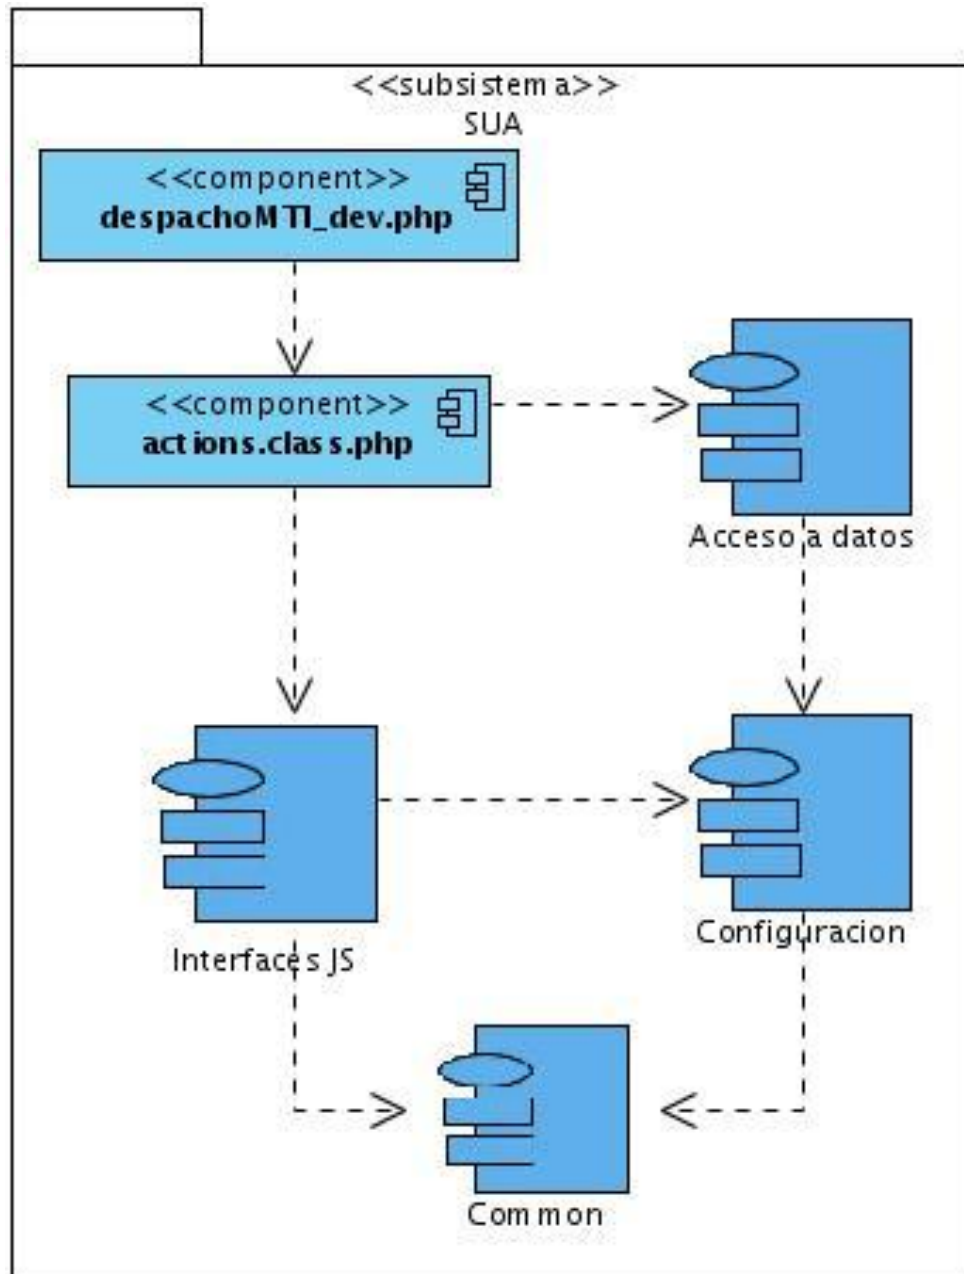 <<subsistema>>
SUA
<<component>>
despachoMTI_dev.php
<<component>>
actions.class.php
Acceso a datos
Interfaces JS
Configuracion
Common